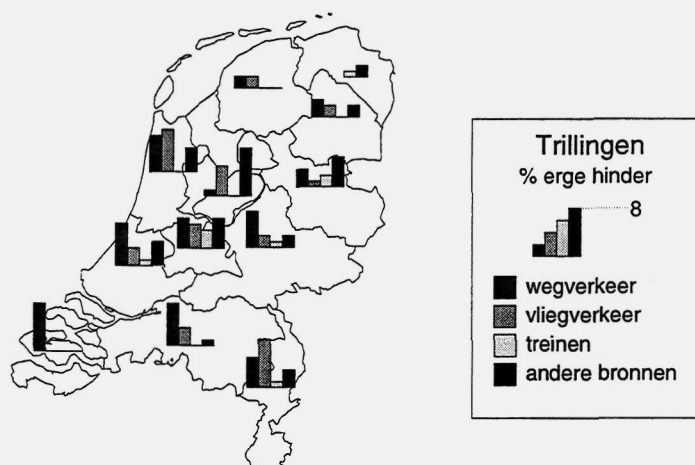 Trillingen
% erge hinder
8
wegverkeer
vliegverkeer
treinen
andere bronnen